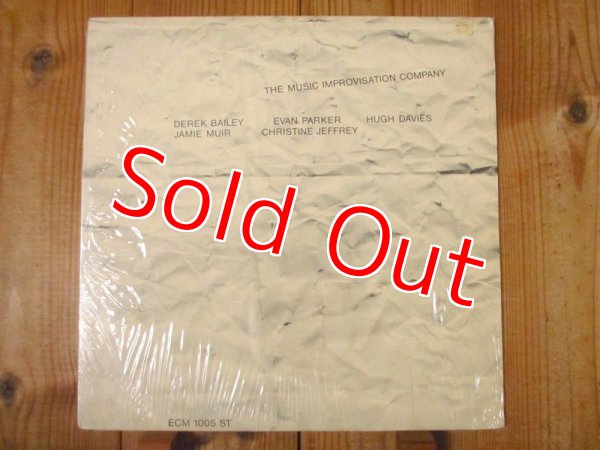 THE MUSIC IMPROVISATION COMPANY
DEREK BAILEY EVAN PARKER HUGH DAVIES
JAMIE MUIR CHRISTINE JEFFREY
Sold Out
ECM 1005 ST